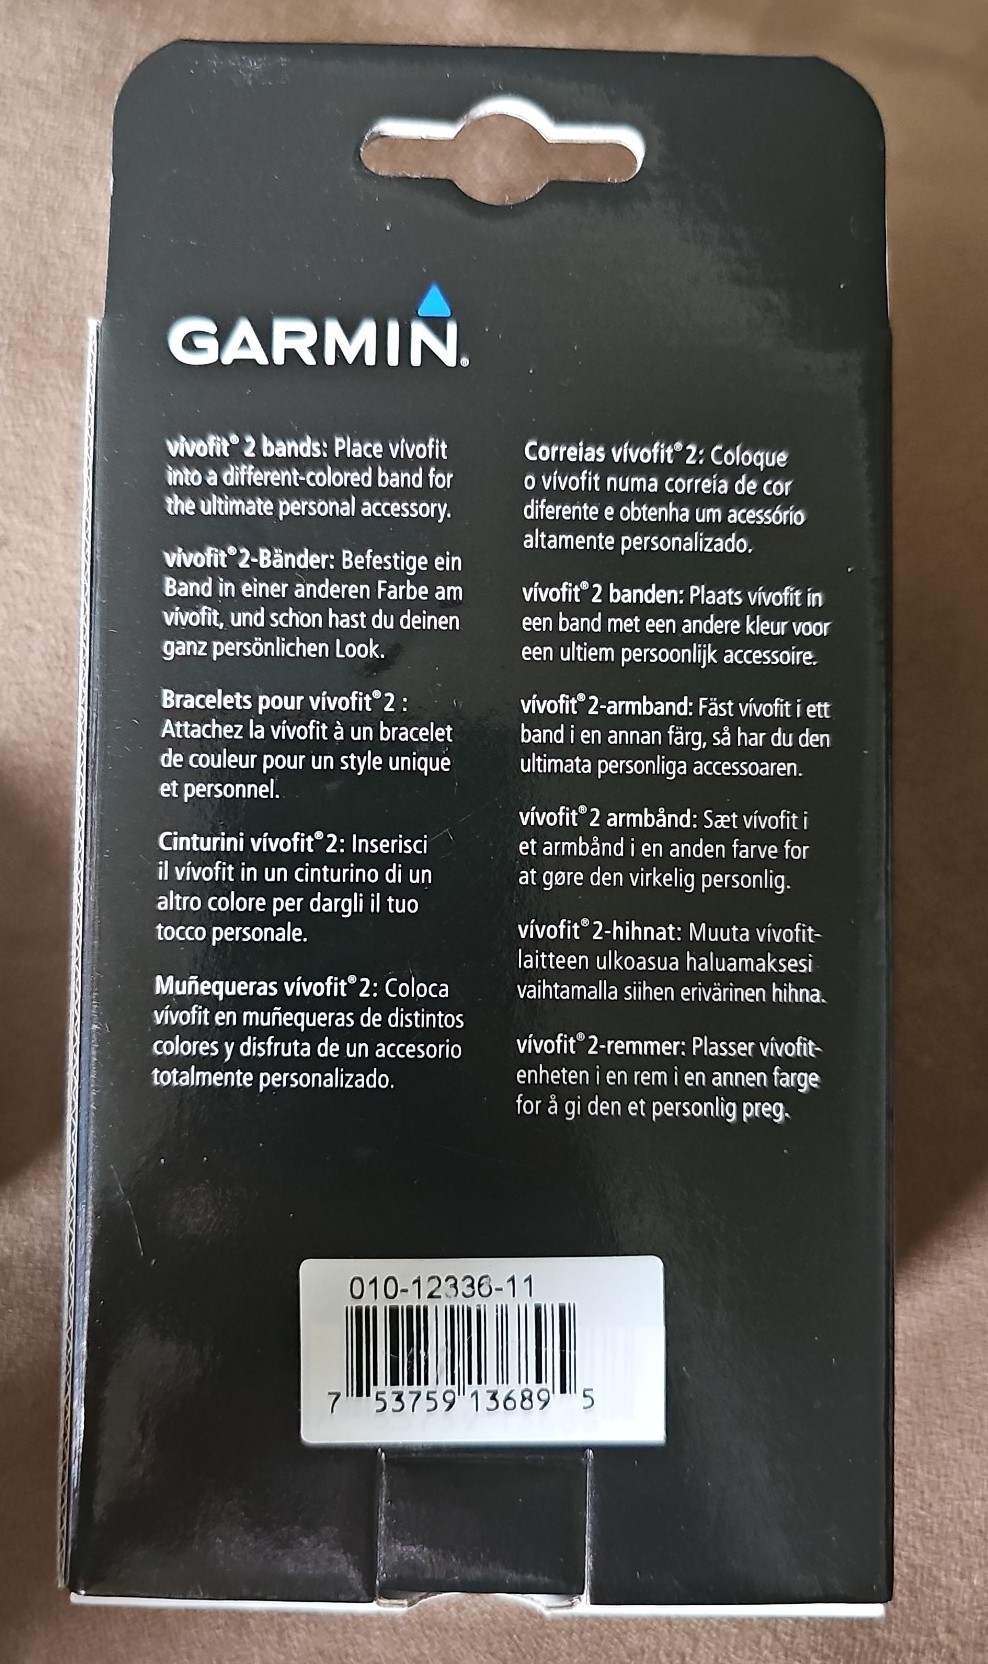 GARMIN®
vívofit® 2 bands: Place vívofit
into a different-colored band for
the ultimate personal accessory.
vívofit® 2-Bänder: Befestige ein
Band in einer anderen Farbe am
vívofit, und schon hast du deinen
ganz persönlichen Look.
Bracelets pour vívofit® 2 :
Attachez la vívofit à un bracelet
de couleur pour un style unique
et personnel.
Cinturini vívofit® 2: Inserisci
il vívofit in un cinturino di un
altro colore per dargli il tuo
tocco personale.
Muñequeras vívofit® 2: Coloca
vívofit en muñequeras de distintos
colores y disfruta de un accesorio
totalmente personalizado.
Correias vívofit® 2: Coloque
o vívofit numa correia de cor
diferente e obtenha um acessório
altamente personalizado.
vívofit® 2 banden: Plaats vívofit in
een band met een andere kleur voor
een ultiem persoonlijk accessoire.
vívofit® 2-armband: Fäst vívofit i ett
band i en annan färg, så har du den
ultimata personliga accessoaren.
vívofit® 2 armbånd: Sæt vívofit i
et armbånd i en anden farve for
at gøre den virkelig personlig.
vívofit® 2-hihnat: Muuta vívofit-
laitteen ulkoasua haluamaksesi
vaihtamalla siihen erivärinen hihna.
vívofit® 2-remmer: Plasser vívofit-
enheten i en rem i en annen farge
for å gi den et personlig preg.
010-12336-11
7 53759 13689 5